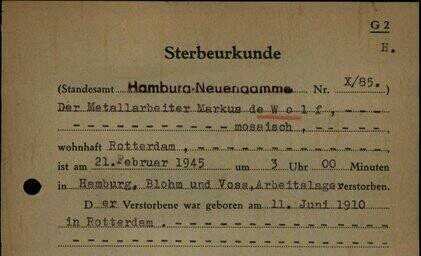 G 2
E.
Sterbeurkunde
(Standesamt Hamburg-Neuengamme Nr. X/85. )
Der Metallarbeiter Markus de W o l f , - - -
- - - - - - - - - - mosaisch , - - - - - - -
wohnhaft Rotterdam , - - - - - - - - - - - -
ist am 21. Februar 1945 um 3 Uhr 00 Minuten
in Hamburg, Blohm und Voss, Arbeitslager verstorben.
D er Verstorbene war geboren am 11. Juni 1910
in Rotterdam . - - - - - - - - - - - - - - -
- - - - - - - - - - - - - - - - - - - - - -